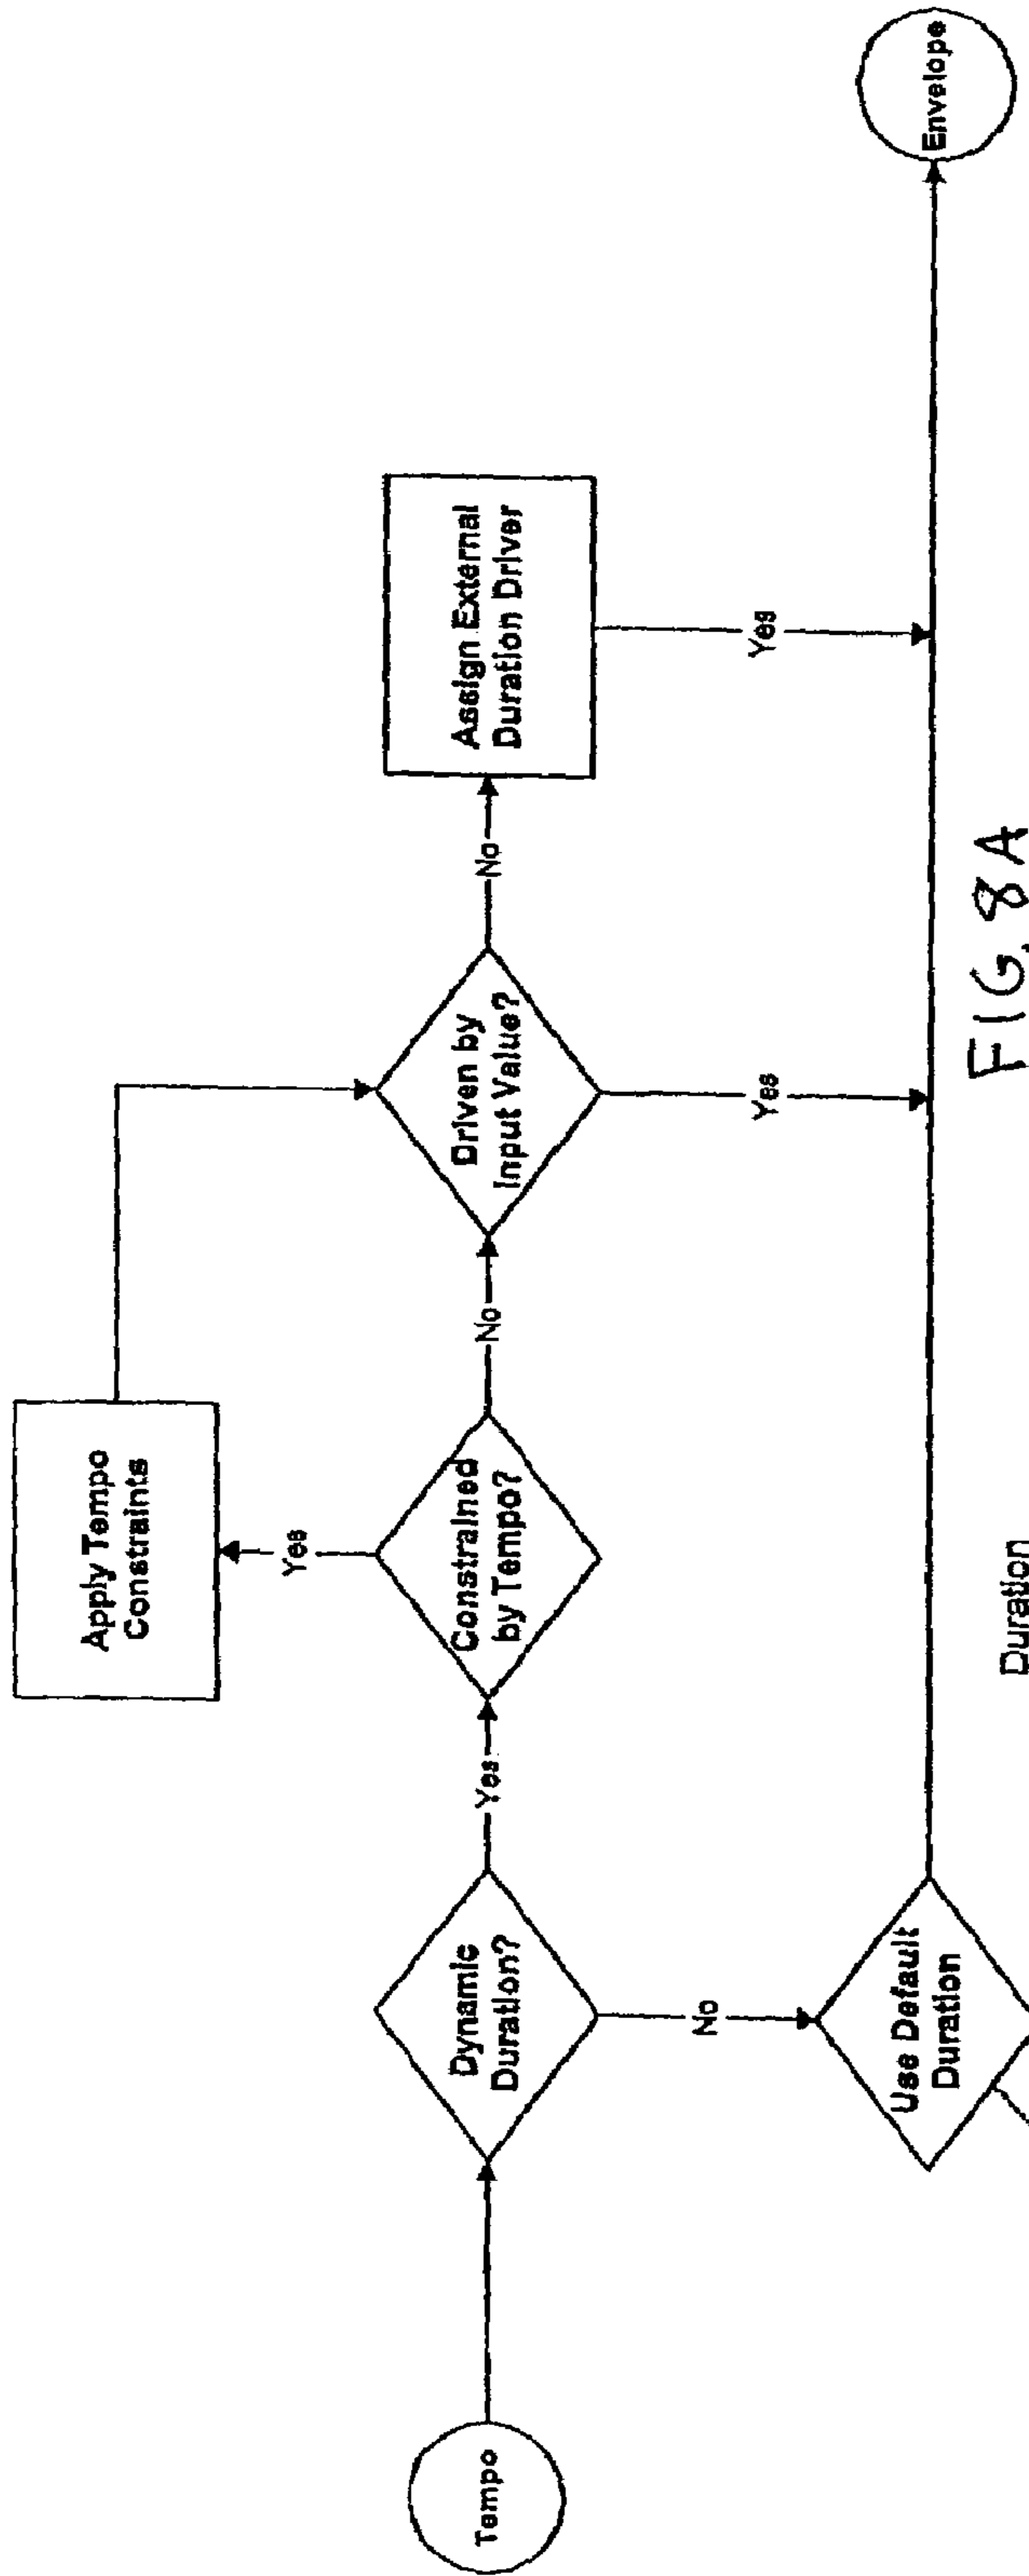 Tempo
Dynamic
Duration?
No
Use Default
Duration
Yes
Constrained
by Tempo?
Yes
Apply Tempo
Constraints
No
Driven by
Input Value?
Yes
No
Assign External
Duration Driver
Yes
Envelope
Duration
FIG. 8A